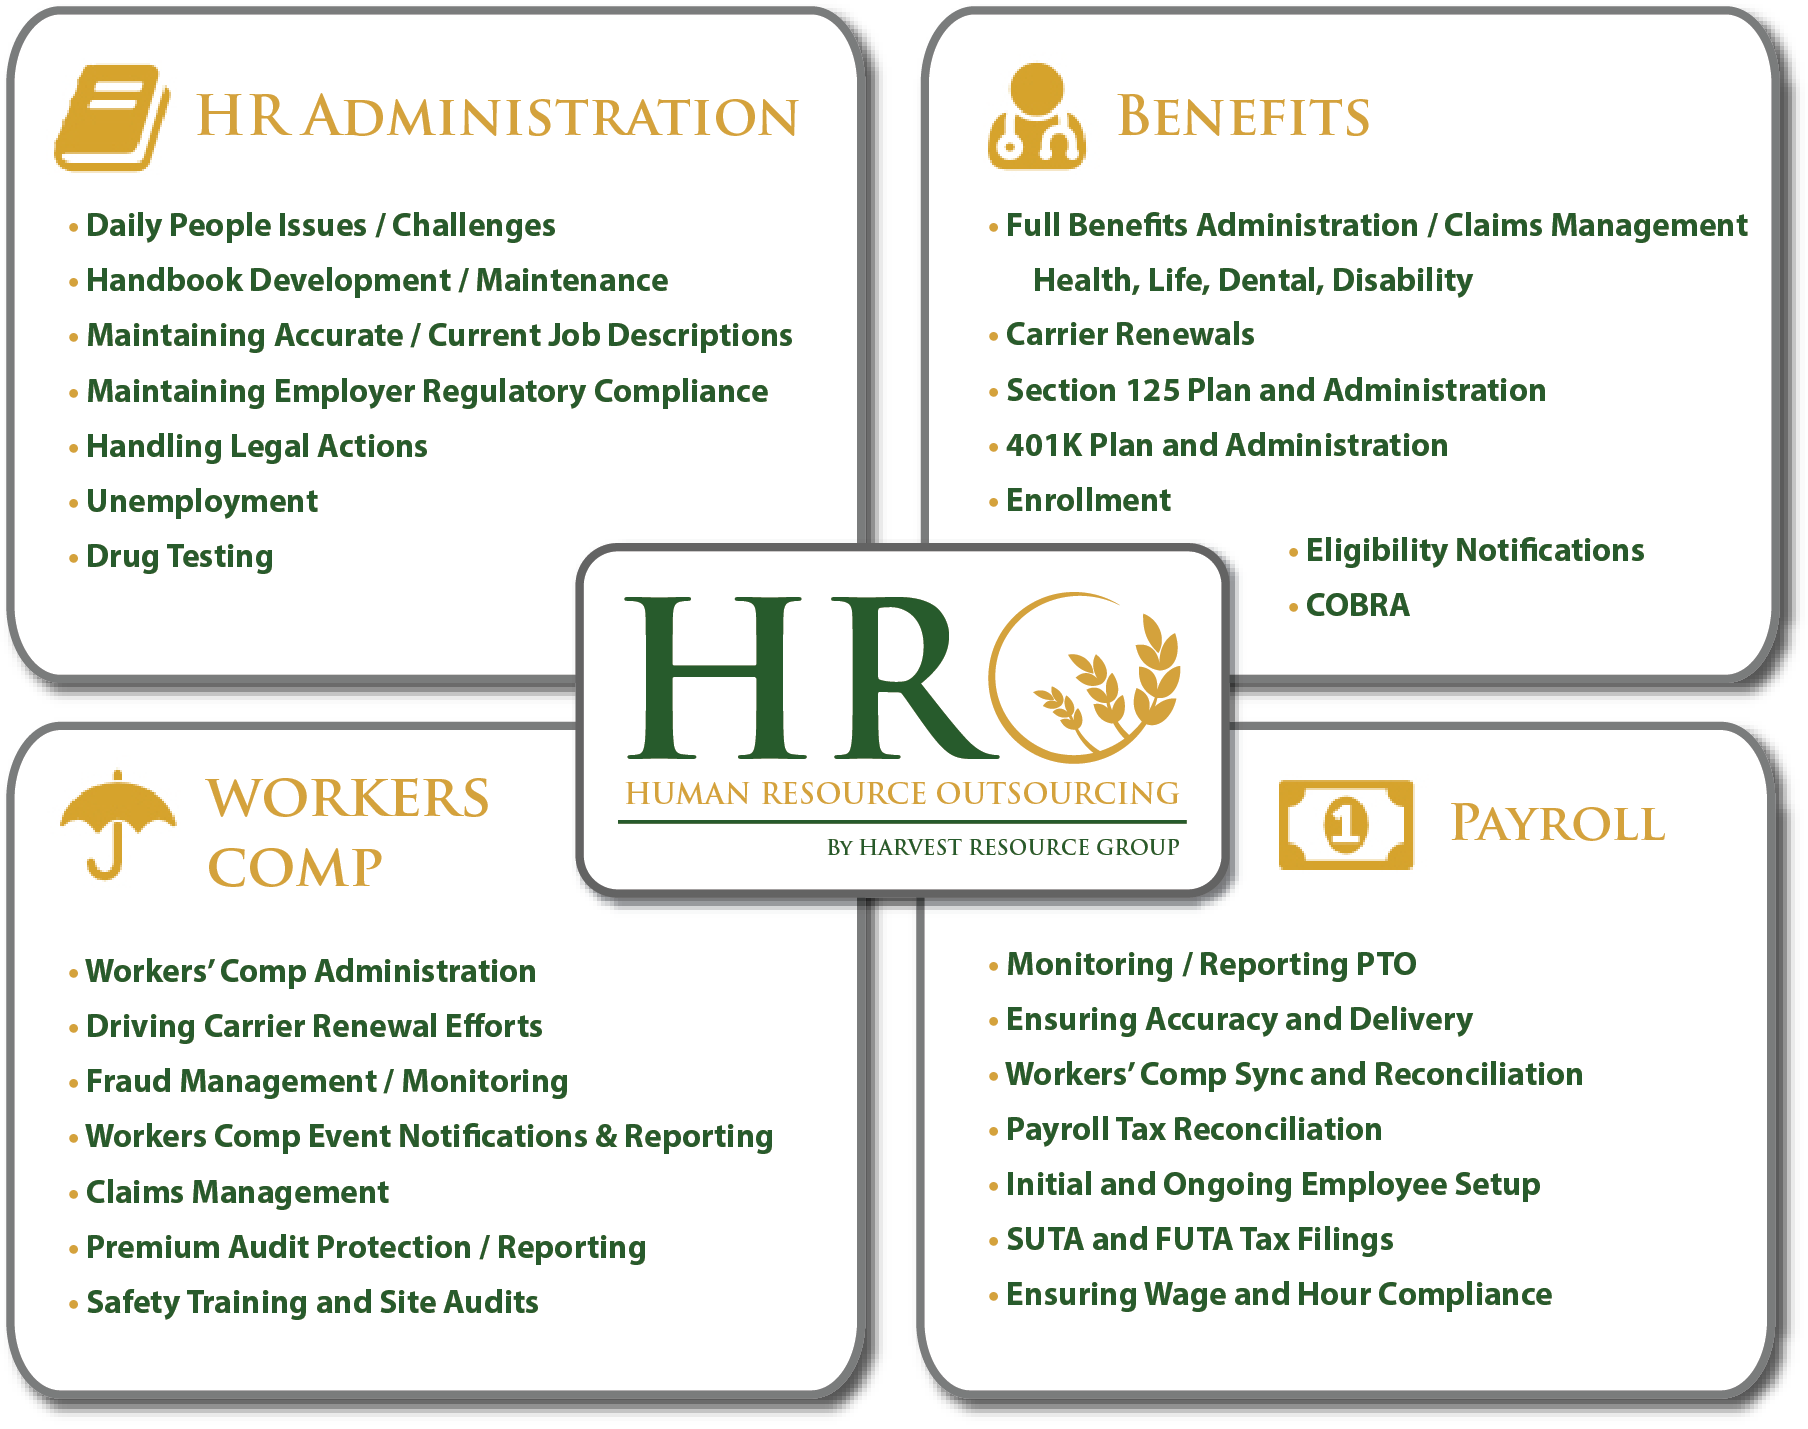 HR ADMINISTRATION
• Daily People Issues / Challenges
• Handbook Development / Maintenance
• Maintaining Accurate / Current Job Descriptions
• Maintaining Employer Regulatory Compliance
• Handling Legal Actions
• Unemployment
• Drug Testing
BENEFITS
• Full Benefits Administration / Claims Management
Health, Life, Dental, Disability
• Carrier Renewals
• Section 125 Plan and Administration
• 401K Plan and Administration
• Enrollment
• Eligibility Notifications
• COBRA
HRO
HUMAN RESOURCE OUTSOURCING
BY HARVEST RESOURCE GROUP
WORKERS
COMP
• Workers’ Comp Administration
• Driving Carrier Renewal Efforts
• Fraud Management / Monitoring
• Workers Comp Event Notifications & Reporting
• Claims Management
• Premium Audit Protection / Reporting
• Safety Training and Site Audits
1
PAYROLL
• Monitoring / Reporting PTO
• Ensuring Accuracy and Delivery
• Workers’ Comp Sync and Reconciliation
• Payroll Tax Reconciliation
• Initial and Ongoing Employee Setup
• SUTA and FUTA Tax Filings
• Ensuring Wage and Hour Compliance